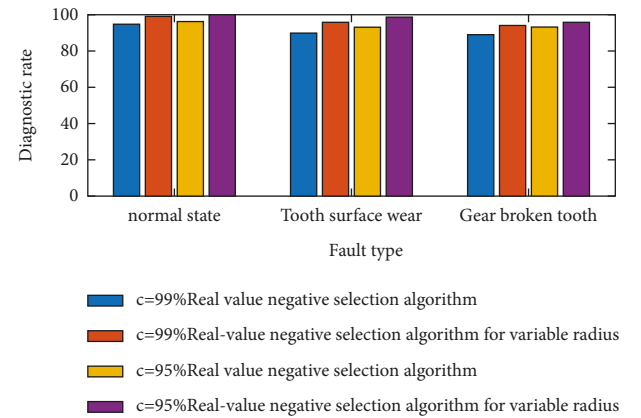 100
80
60
40
20
0
Diagnostic rate
normal state
Tooth surface wear
Gear broken tooth
Fault type
c=99%Real value negative selection algorithm
c=99%Real-value negative selection algorithm for variable radius
c=95%Real value negative selection algorithm
c=95%Real-value negative selection algorithm for variable radius